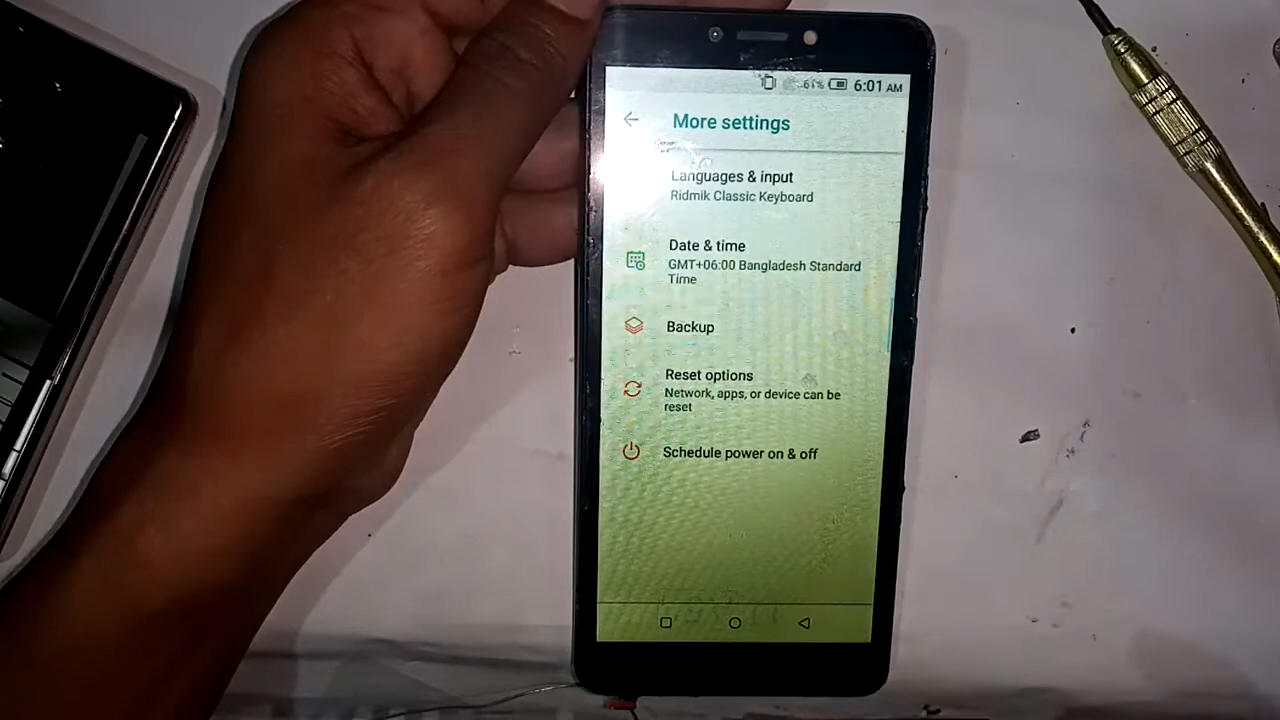 61% 6:01 AM
More settings
Languages & input
Ridmik Classic Keyboard
Date & time
GMT+06:00 Bangladesh Standard
Time
Backup
Reset options
Network, apps, or device can be
reset
Schedule power on & off